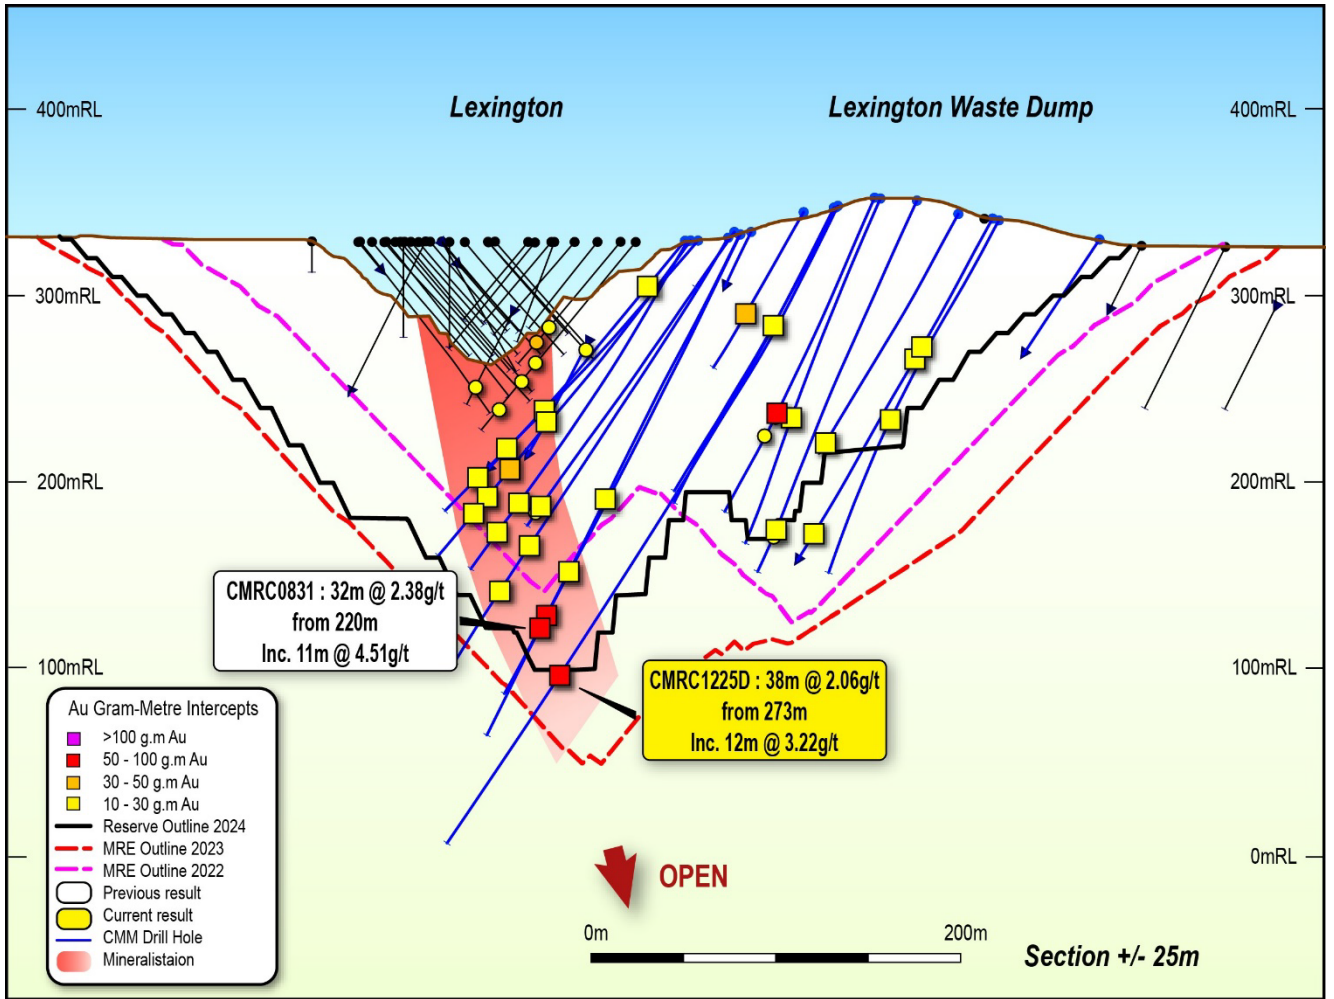 Lexington
Lexington Waste Dump
400mRL
400mRL
300mRL
300mRL
200mRL
200mRL
CMRC0831 : 32m @ 2.38g/t
from 220m
Inc. 11m @ 4.51g/t
100mRL
100mRL
CMRC1225D : 38m @ 2.06g/t
from 273m
Inc. 12m @ 3.22g/t
Au Gram-Metre Intercepts
>100 g.m Au
50 - 100 g.m Au
30 - 50 g.m Au
10 - 30 g.m Au
Reserve Outline 2024
MRE Outline 2023
MRE Outline 2022
Previous result
Current result
CMM Drill Hole
Mineralistaion
0mRL
OPEN
0m
200m
Section +/- 25m